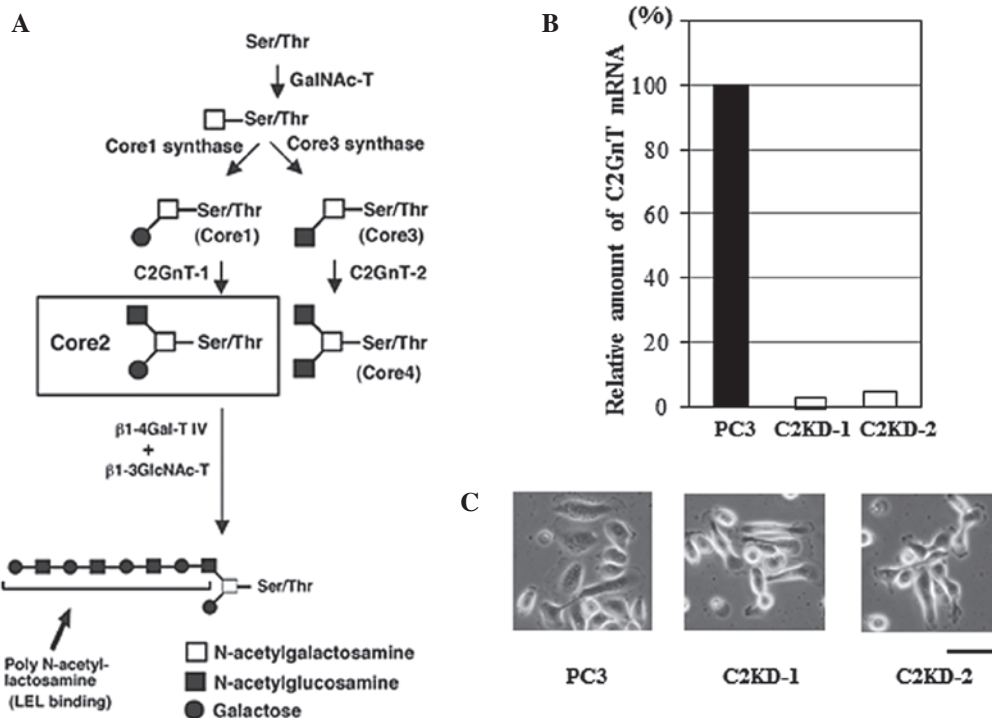 A
Ser/Thr
GalNAc-T
Ser/Thr
Core1 synthase
Core3 synthase
Ser/Thr
(Core1)
Ser/Thr
(Core3)
C2GnT-1
C2GnT-2
Core2
Ser/Thr
Ser/Thr
(Core4)
β1-4Gal-T IV
+
β1-3GlcNAc-T
Ser/Thr
Poly N-acetyl-
lactosamine
(LEL binding)
N-acetylgalactosamine
N-acetylglucosamine
Galactose
B
(%)
Relative amount of C2GnT mRNA
100
80
60
40
20
0
PC3 C2KD-1 C2KD-2
C
PC3 C2KD-1 C2KD-2